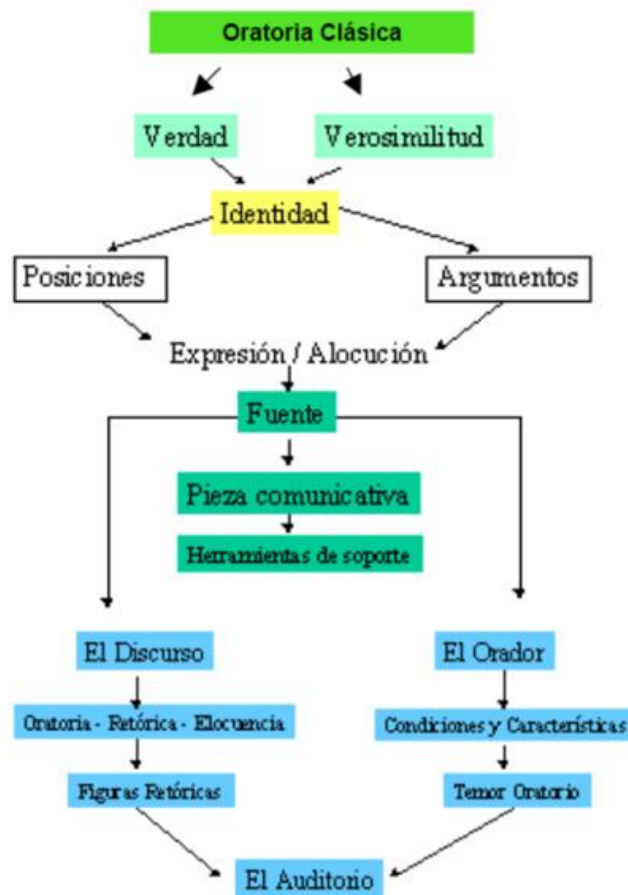 Oratoria Clásica
Verdad
Verosimilitud
Identidad
Posiciones
Argumentos
Expresión / Alocución
Fuente
Pieza comunicativa
Herramientas de soporte
El Discurso
El Orador
Oratoria - Retórica - Elocuencia
Condiciones y Características
Figuras Retóricas
Temor Oratorio
El Auditorio